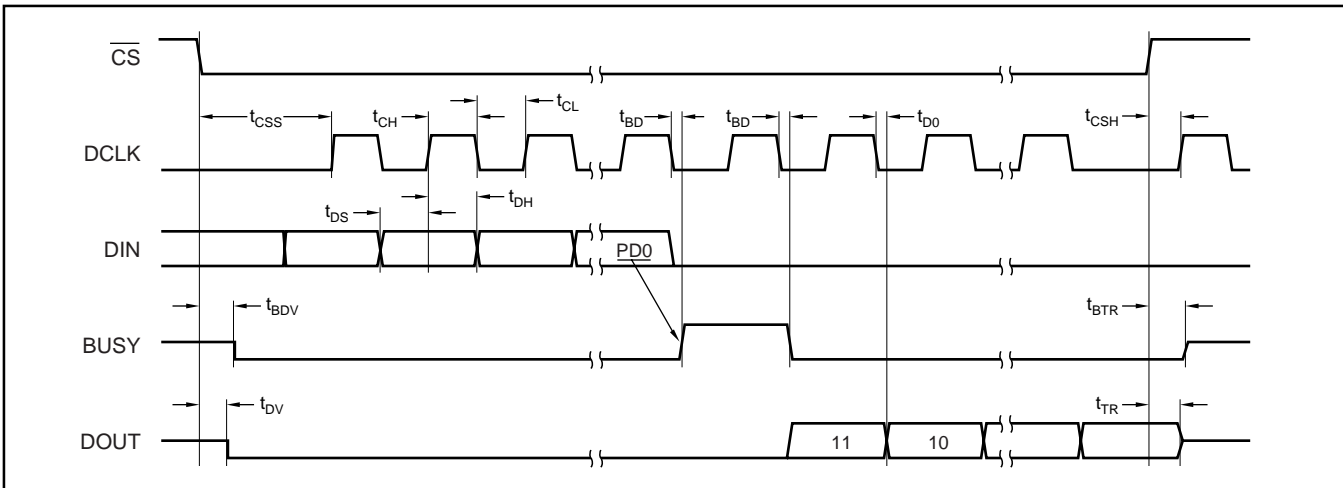 CS
tCSS
tCH
tCL
tBD
tBD
tD0
tCSH
DCLK
tDS
tDH
DIN
PD0
tBDV
tBTR
BUSY
tDV
tTR
DOUT
11
10